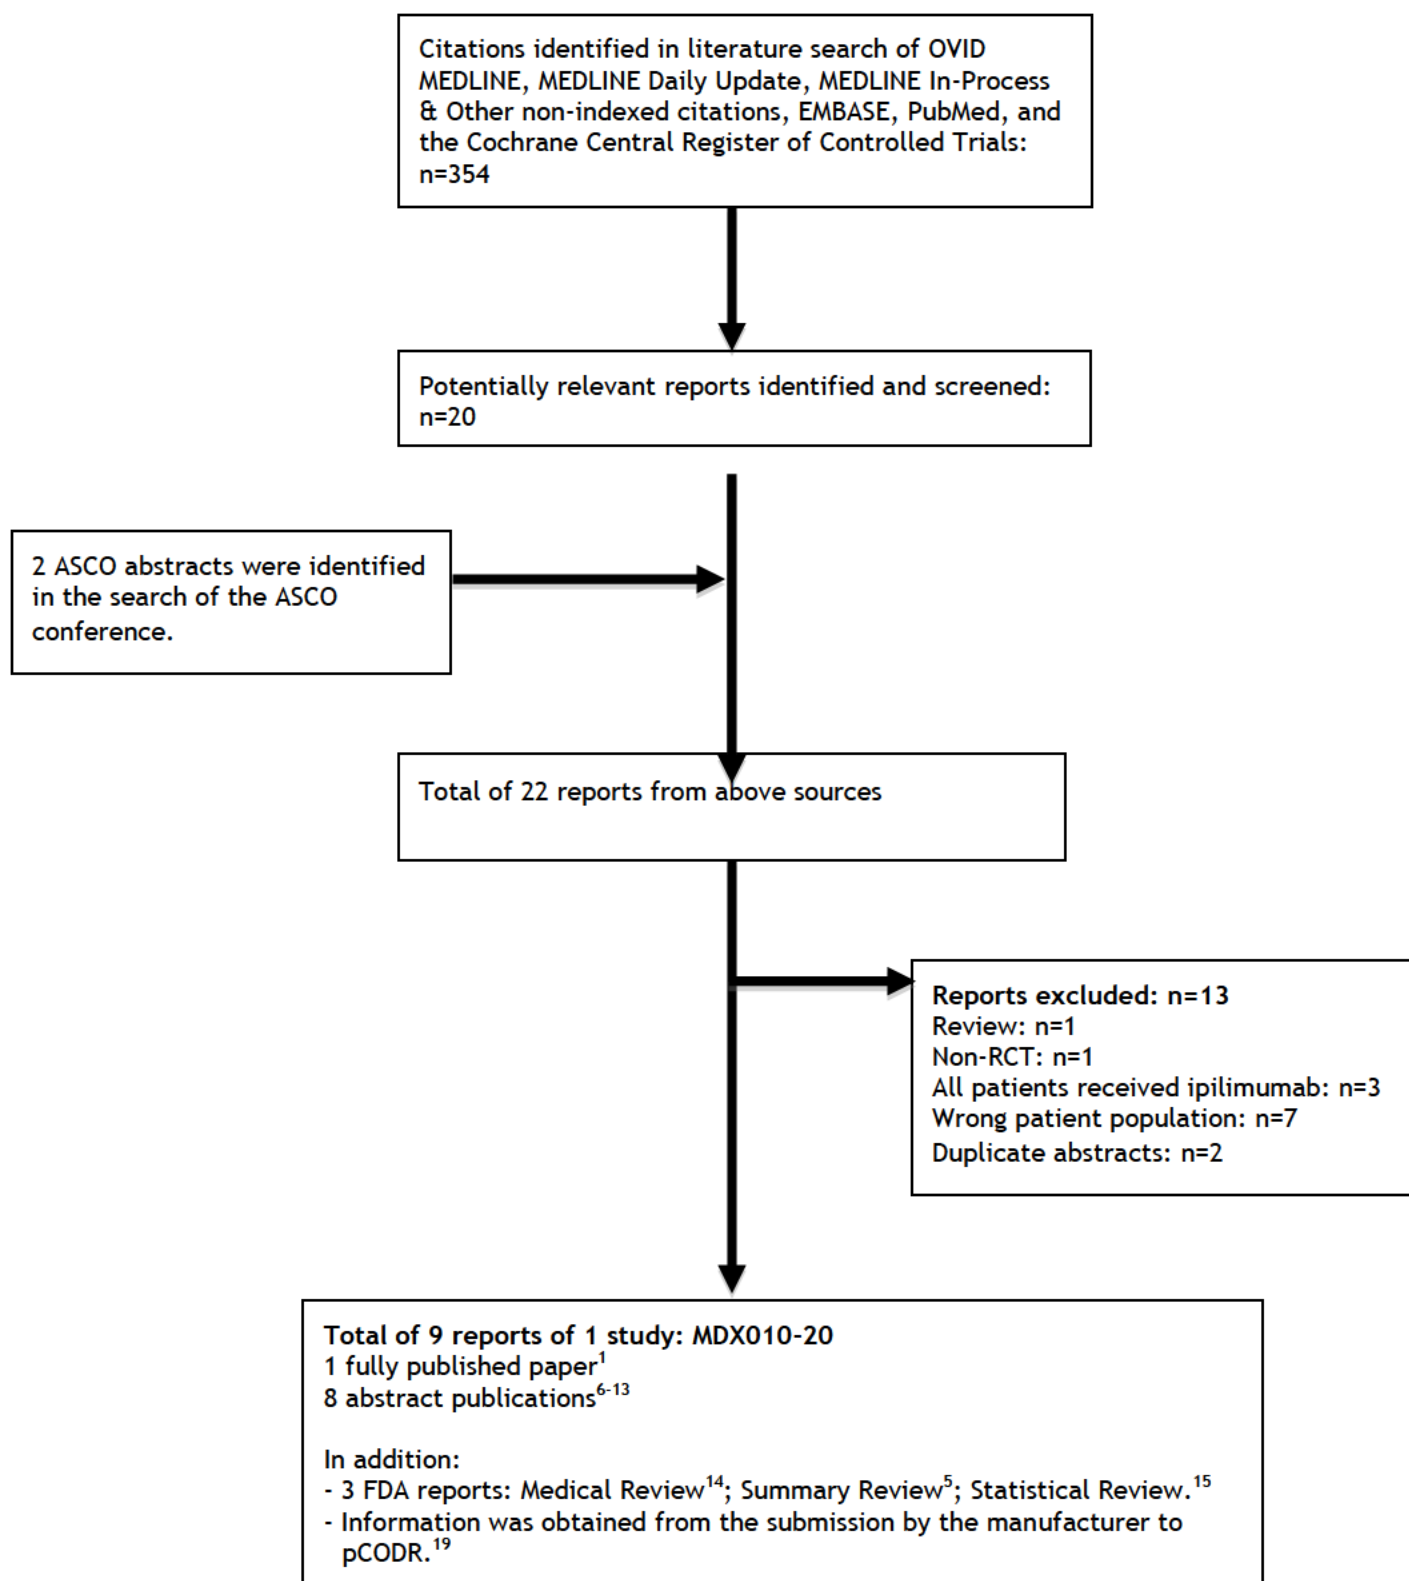 Citations identified in literature search of OVID
MEDLINE, MEDLINE Daily Update, MEDLINE In-Process
& Other non-indexed citations, EMBASE, PubMed, and
the Cochrane Central Register of Controlled Trials:
n=354
Potentially relevant reports identified and screened:
n=20
2 ASCO abstracts were identified
in the search of the ASCO
conference.
Total of 22 reports from above sources
Reports excluded: n=13
Review: n=1
Non-RCT: n=1
All patients received ipilimumab: n=3
Wrong patient population: n=7
Duplicate abstracts: n=2
Total of 9 reports of 1 study: MDX010-20
1 fully published paper¹
8 abstract publications⁶⁻¹³
In addition:
- 3 FDA reports: Medical Review¹⁴; Summary Review⁵; Statistical Review.¹⁵
- Information was obtained from the submission by the manufacturer to
pCODR.¹⁹